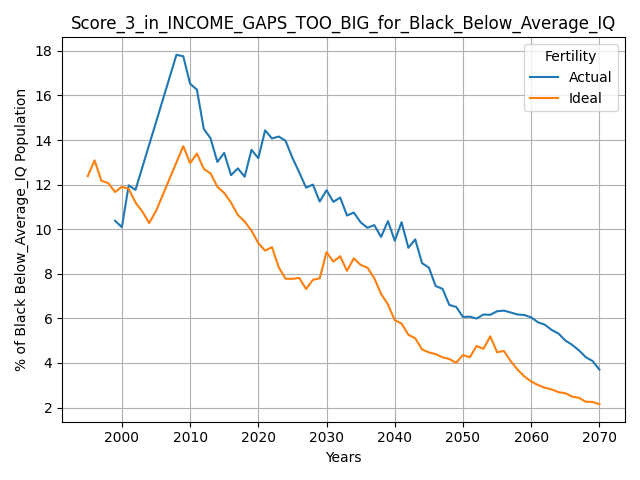 Score_3_in_INCOME_GAPS_TOO_BIG_for_Black_Below_Average_IQ
Fertility
Actual
Ideal
% of Black Below_Average_IQ Population
18
16
14
12
10
8
6
4
2
2000 2010 2020 2030 2040 2050 2060 2070
Years